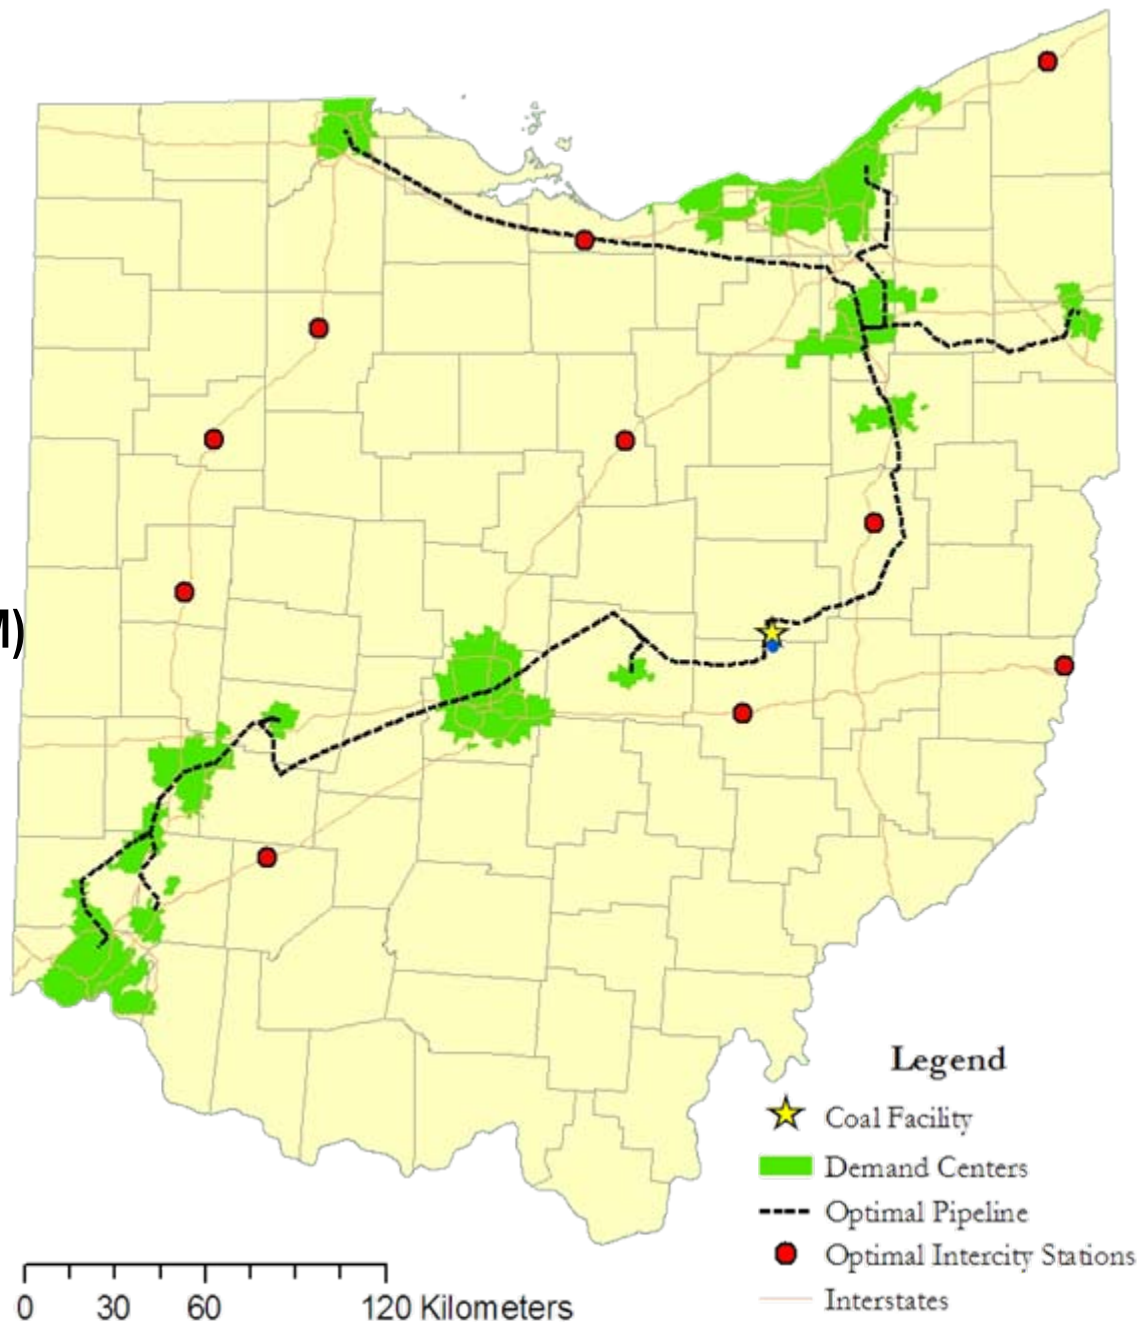 M)
Legend
Coal Facility
Demand Centers
Optimal Pipeline
Optimal Intercity Stations
Interstates
0 30 60 120 Kilometers